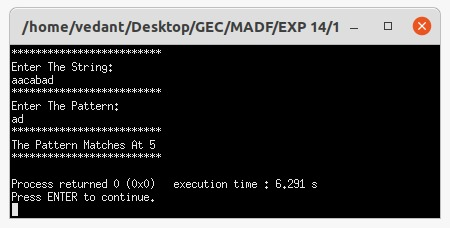 /home/vedant/Desktop/GEC/MADF/EXP 14/1
*************************
Enter The String:
aacabad
*************************
Enter The Pattern:
ad
*************************
The Pattern Matches At 5
*************************
Process returned 0 (0x0)   execution time : 6.291 s
Press ENTER to continue.